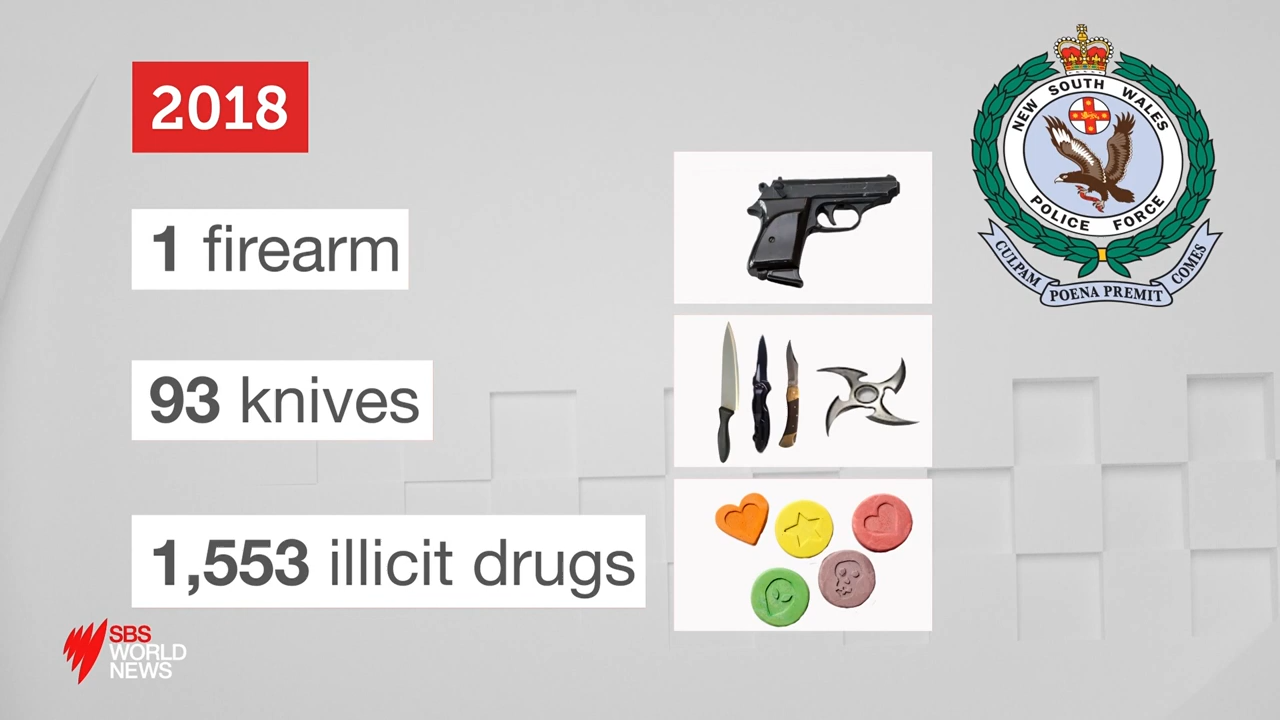 2018
1 firearm
93 knives
1,553 illicit drugs
NEW SOUTH WALES
POLICE FORCE
CULPAM POENA PREMIT COMES
SBS
WORLD
NEWS